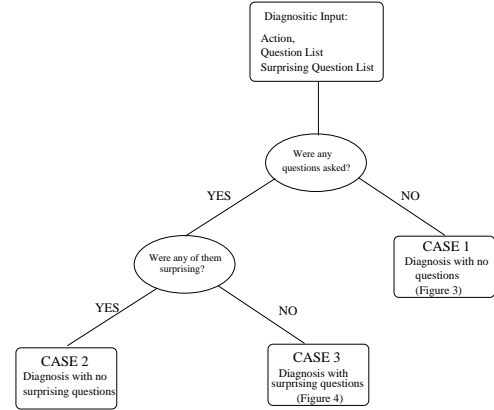 Diagnositic Input:
Action,
Question List
Surprising Question List
Were any
questions asked?
YES
NO
CASE 1
Diagnosis with no
questions
(Figure 3)
Were any of them
surprising?
YES
NO
CASE 2
Diagnosis with no
surprising questions
CASE 3
Diagnosis with
surprising questions
(Figure 4)